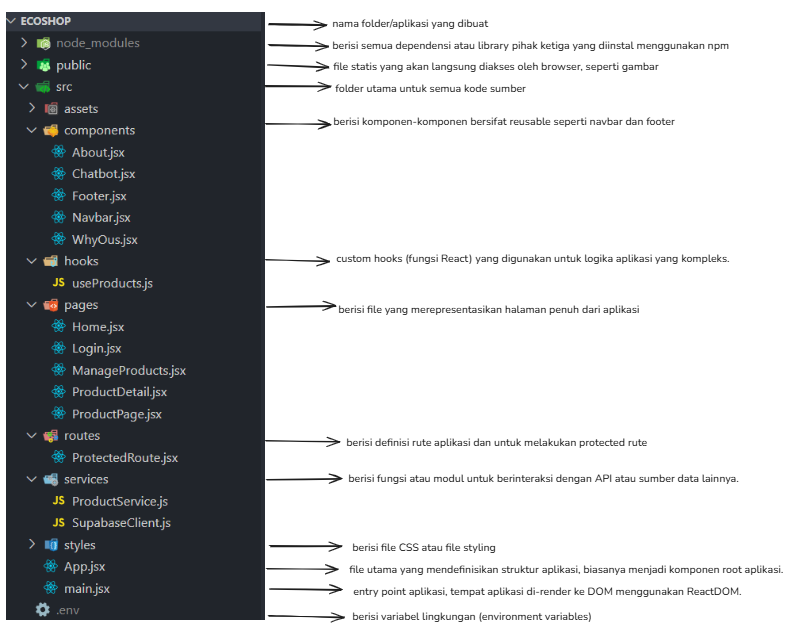 ECOSHOP
nama folder/aplikasi yang dibuat
node_modules
berisi semua dependensi atau library pihak ketiga yang diinstal menggunakan npm
public
file statis yang akan langsung diakses oleh browser, seperti gambar
src
folder utama untuk semua kode sumber
assets
components
berisi komponen-komponen bersifat reusable seperti navbar dan footer
About.jsx
Chatbot.jsx
Footer.jsx
Navbar.jsx
WhyOus.jsx
hooks
custom hooks (fungsi React) yang digunakan untuk logika aplikasi yang kompleks.
JS useProducts.js
pages
berisi file yang merepresentasikan halaman penuh dari aplikasi
Home.jsx
Login.jsx
ManageProducts.jsx
ProductDetail.jsx
ProductPage.jsx
routes
berisi definisi rute aplikasi dan untuk melakukan protected rute
ProtectedRoute.jsx
services
berisi fungsi atau modul untuk berinteraksi dengan API atau sumber data lainnya.
JS ProductService.js
JS SupabaseClient.js
styles
berisi file CSS atau file styling
App.jsx
file utama yang mendefinisikan struktur aplikasi, biasanya menjadi komponen root aplikasi.
main.jsx
entry point aplikasi, tempat aplikasi di-render ke DOM menggunakan ReactDOM.
.env
berisi variabel lingkungan (environment variables)